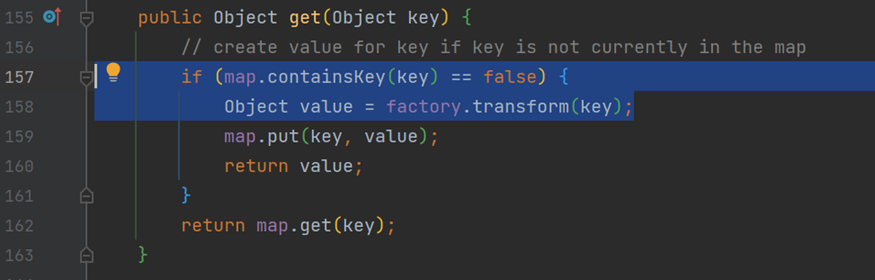 155 public Object get(Object key) {
156 // create value for key if key is not currently in the map
157 if (map.containsKey(key) == false) {
158 Object value = factory.transform(key);
159 map.put(key, value);
160 return value;
161 }
162 return map.get(key);
163 }